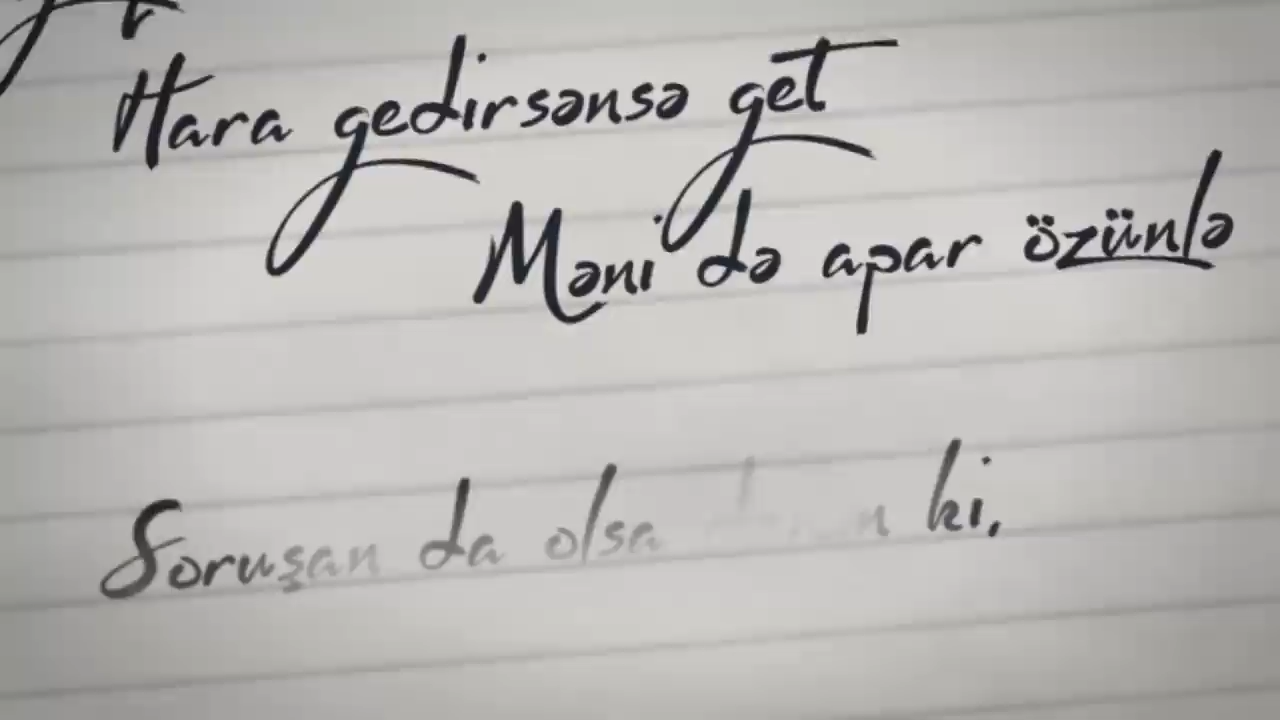 Hara gedirsənsə get
Məni də apar özünlə
Soruşan da olsa ki,